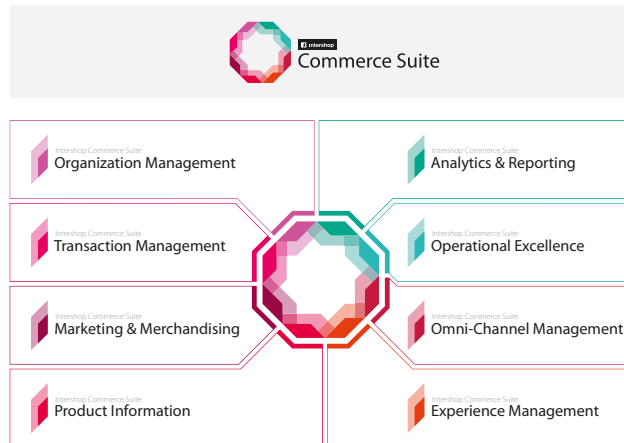 intershop
Commerce Suite
Intershop Commerce Suite
Organization Management
Intershop Commerce Suite
Analytics & Reporting
Intershop Commerce Suite
Transaction Management
Intershop Commerce Suite
Operational Excellence
Intershop Commerce Suite
Marketing & Merchandising
Intershop Commerce Suite
Omni-Channel Management
Intershop Commerce Suite
Product Information
Intershop Commerce Suite
Experience Management